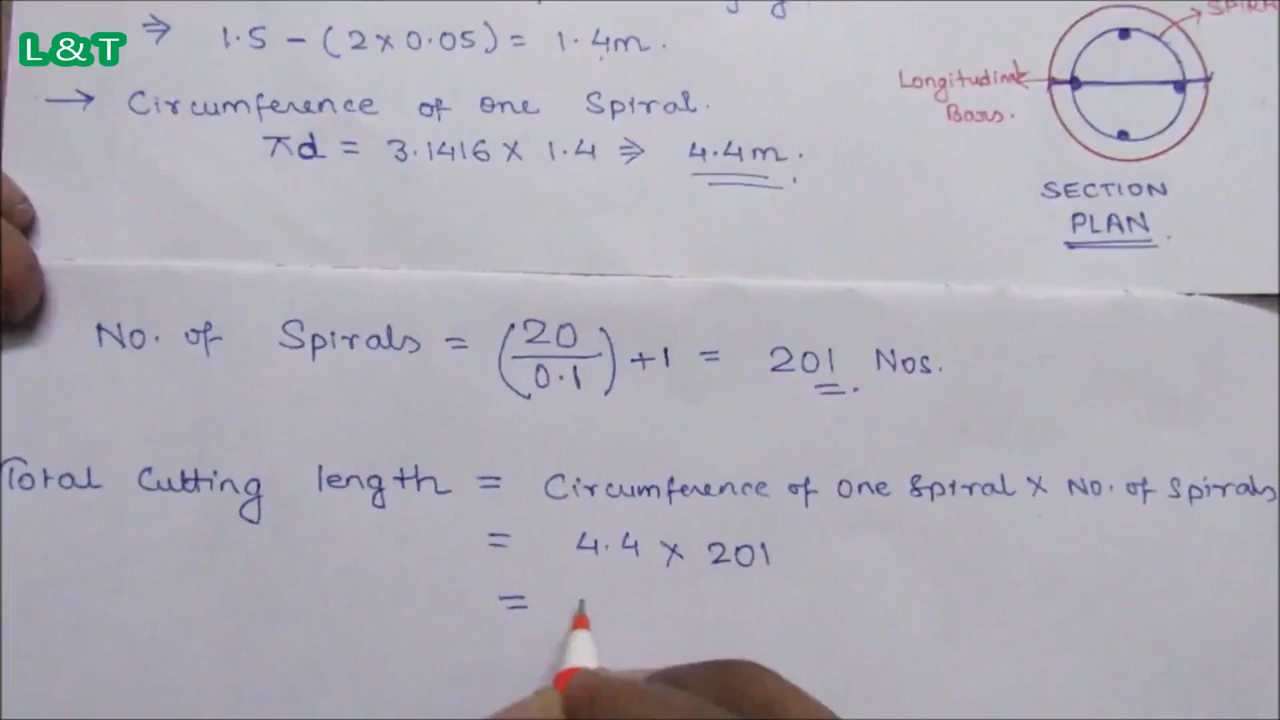 L & T
⇒ 1.5 - (2 x 0.05) = 1.4m.
→ Circumference of one Spiral.
πd = 3.1416 x 1.4 ⇒ 4.4m.
Longitudinal
Bars.
SECTION
PLAN
No. of Spirals = (20/0.1) + 1 = 201 Nos.
Total Cutting length = Circumference of one Spiral x No. of Spirals
= 4.4 x 201
=